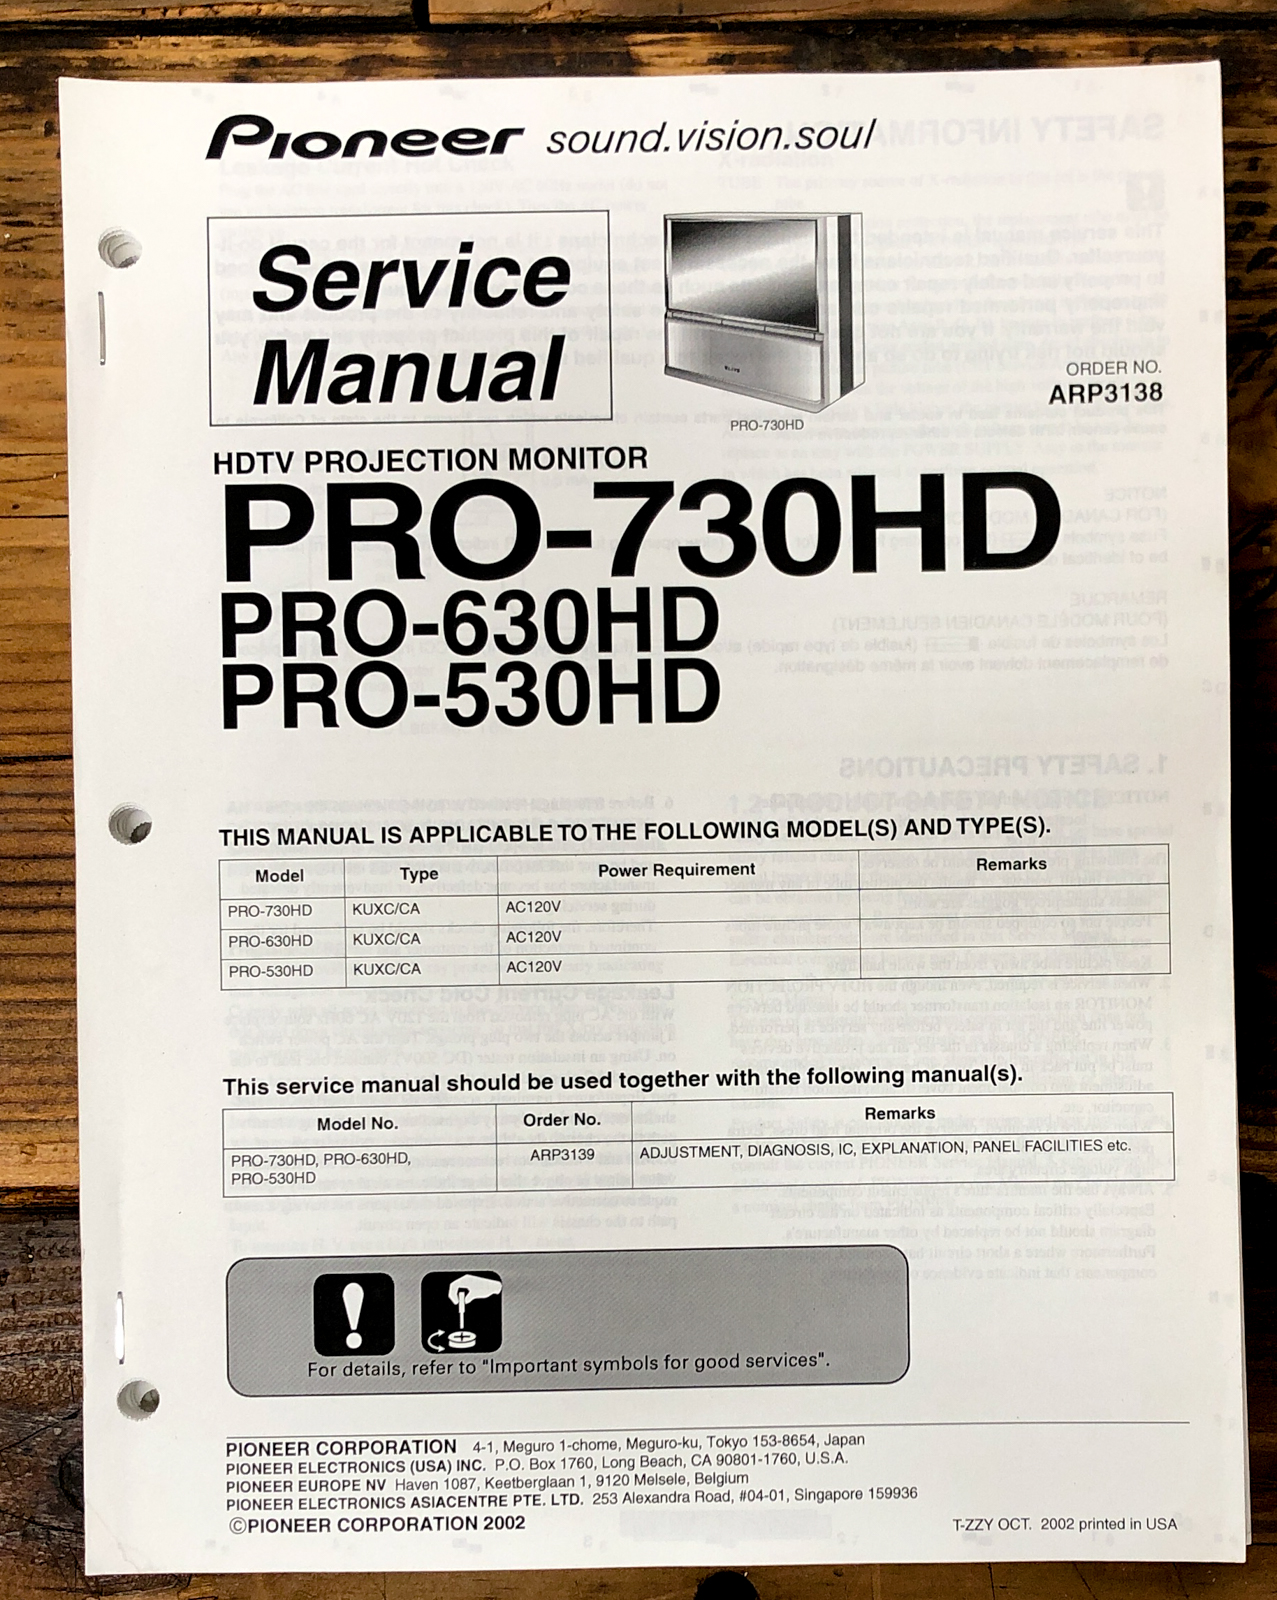 Pioneer sound.vision.soul
Service
Manual
PRO-730HD
ORDER NO.
ARP3138
HDTV PROJECTION MONITOR
PRO-730HD
PRO-630HD
PRO-530HD
THIS MANUAL IS APPLICABLE TO THE FOLLOWING MODEL(S) AND TYPE(S).
Model Type Power Requirement Remarks
PRO-730HD KUXC/CA AC120V
PRO-630HD KUXC/CA AC120V
PRO-530HD KUXC/CA AC120V
This service manual should be used together with the following manual(s).
Model No. Order No. Remarks
PRO-730HD, PRO-630HD, ARP3139 ADJUSTMENT, DIAGNOSIS, IC, EXPLANATION, PANEL FACILITIES etc.
PRO-530HD
For details, refer to "Important symbols for good services".
PIONEER CORPORATION 4-1, Meguro 1-chome, Meguro-ku, Tokyo 153-8654, Japan
PIONEER ELECTRONICS (USA) INC. P.O. Box 1760, Long Beach, CA 90801-1760, U.S.A.
PIONEER EUROPE NV Haven 1087, Keetberglaan 1, 9120 Melsele, Belgium
PIONEER ELECTRONICS ASIACENTRE PTE. LTD. 253 Alexandra Road, #04-01, Singapore 159936
©PIONEER CORPORATION 2002
T-ZZY OCT. 2002 printed in USA